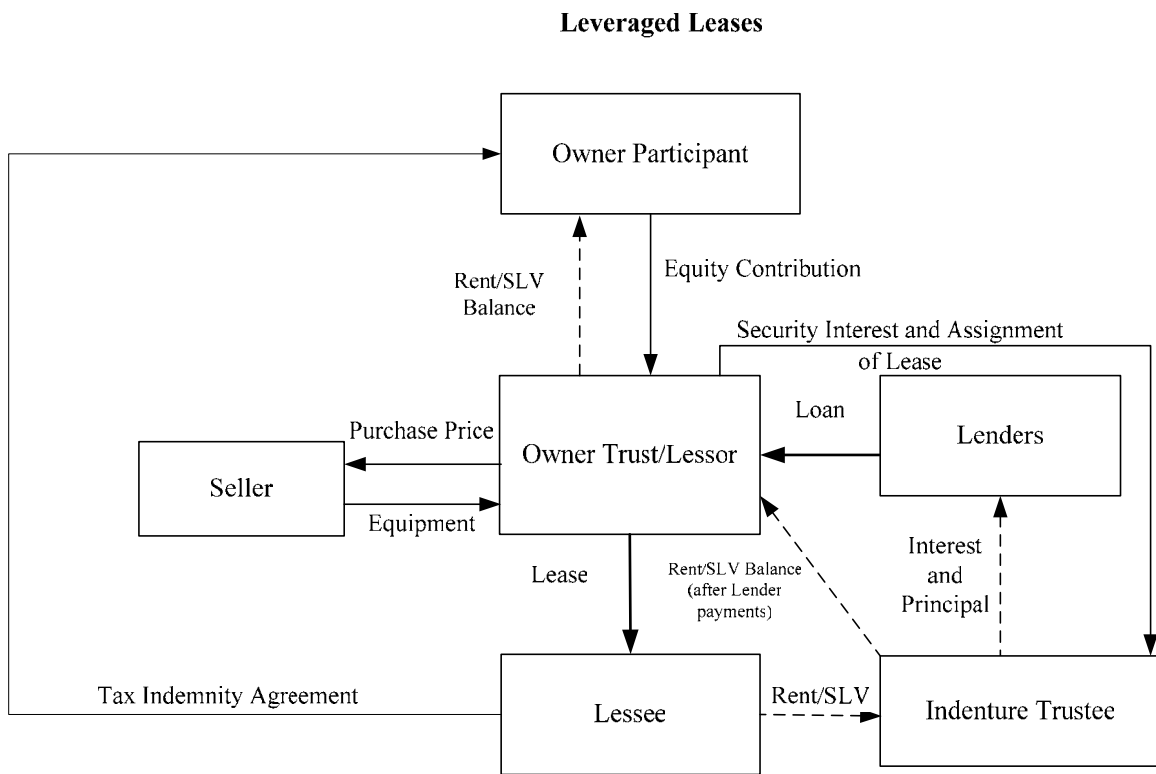 Leveraged Leases
Owner Participant
Rent/SLV
Balance
Equity Contribution
Security Interest and Assignment
of Lease
Loan
Lenders
Purchase Price
Owner Trust/Lessor
Seller
Equipment
Lease
Rent/SLV Balance
(after Lender
payments)
Interest
and
Principal
Tax Indemnity Agreement
Lessee
Rent/SLV
Indenture Trustee